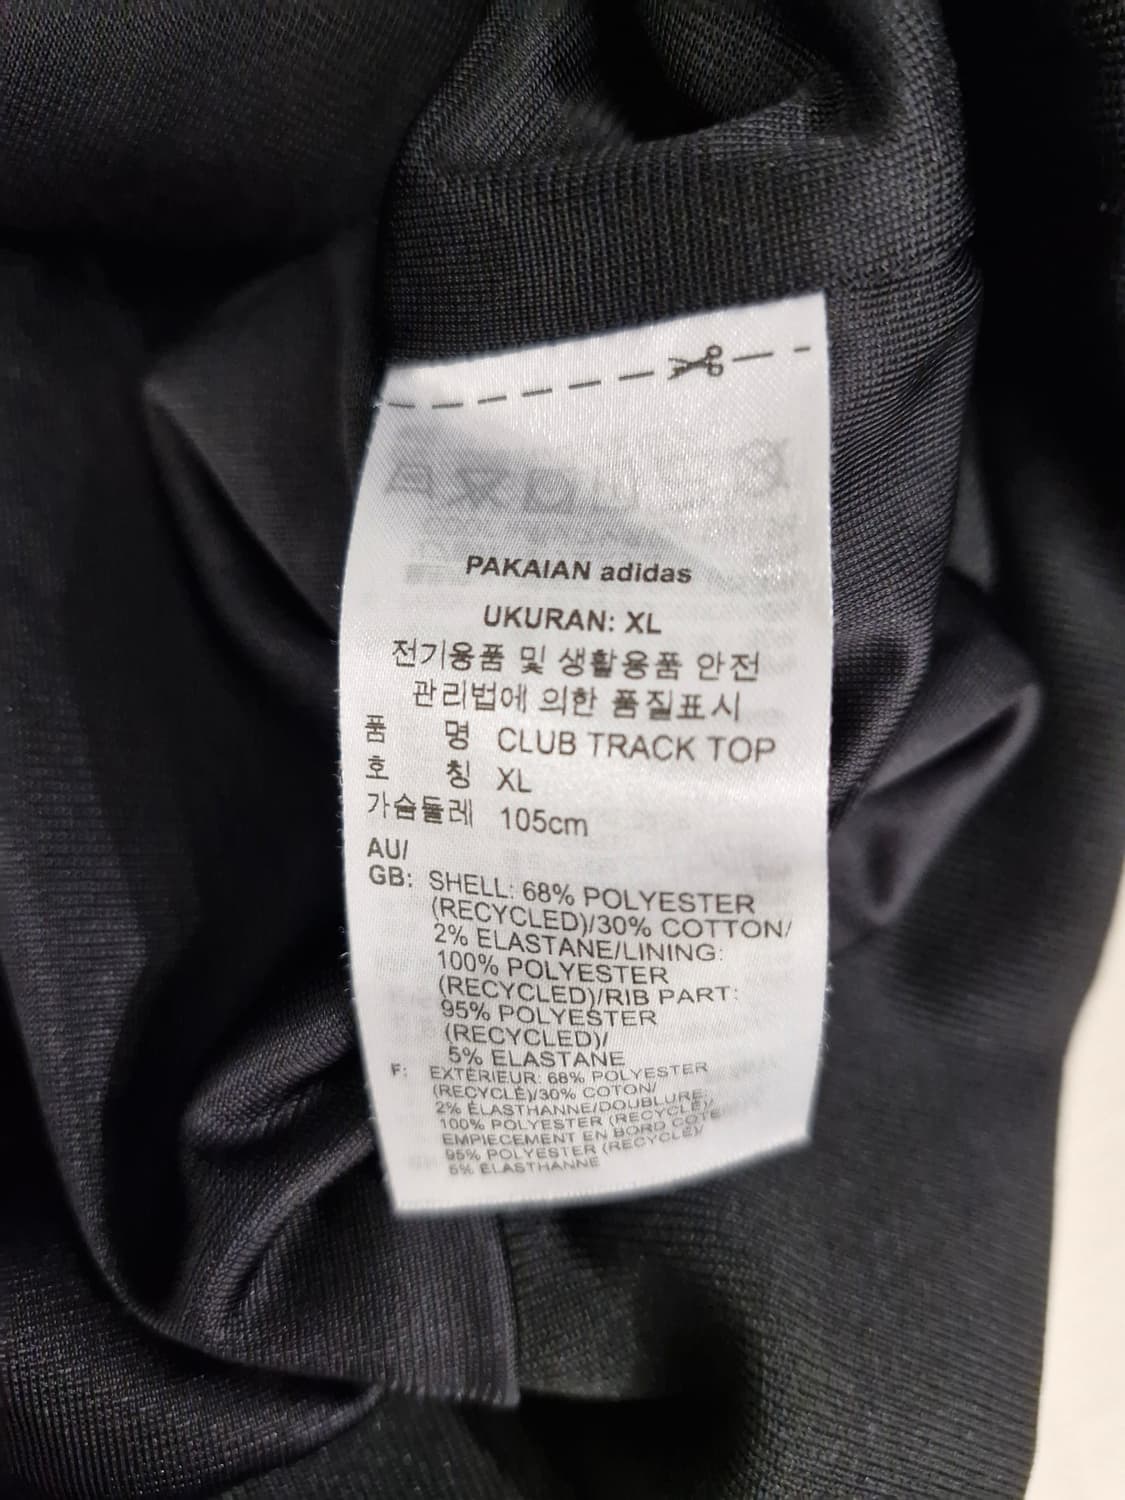 PAKAIAN adidas
UKURAN: XL
전기용품 및 생활용품 안전
관리법에 의한 품질표시
품 명 CLUB TRACK TOP
호 칭 XL
가슴둘레 105cm
AU/
GB: SHELL: 68% POLYESTER
(RECYCLED)/30% COTTON/
2% ELASTANE/LINING:
100% POLYESTER
(RECYCLED)/RIB PART:
95% POLYESTER
(RECYCLED)/
5% ELASTANE
F: EXTÉRIEUR: 68% POLYESTER
(RECYCLÉ)/30% COTON/
2% ÉLASTHANNE/DOUBLURE:
100% POLYESTER (RECYCLÉ)/
EMPIÈCEMENT EN BORD CÔTE:
95% POLYESTER (RECYCLÉ)/
5% ÉLASTHANNE